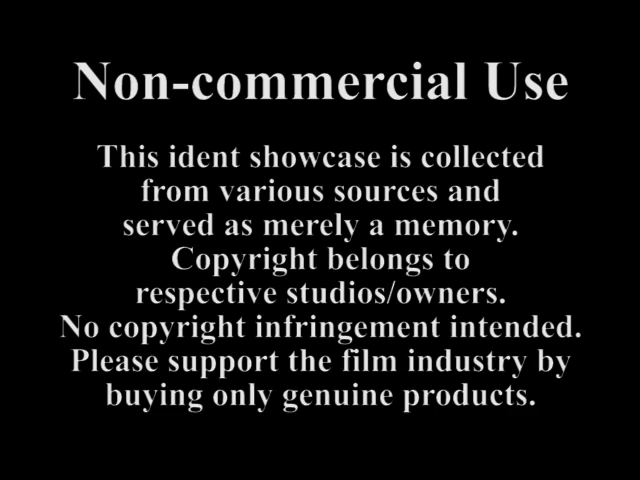 Non-commercial Use
This ident showcase is collected
from various sources and
served as merely a memory.
Copyright belongs to
respective studios/owners.
No copyright infringement intended.
Please support the film industry by
buying only genuine products.